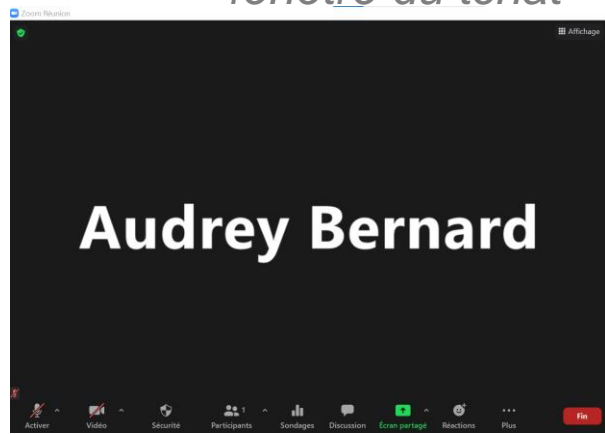 fenêtre du tchat
Zoom Réunion
Affichage
Audrey Bernard
1
Activer Vidéo Sécurité Participants Sondages Discussion Écran partagé Réactions Plus Fin